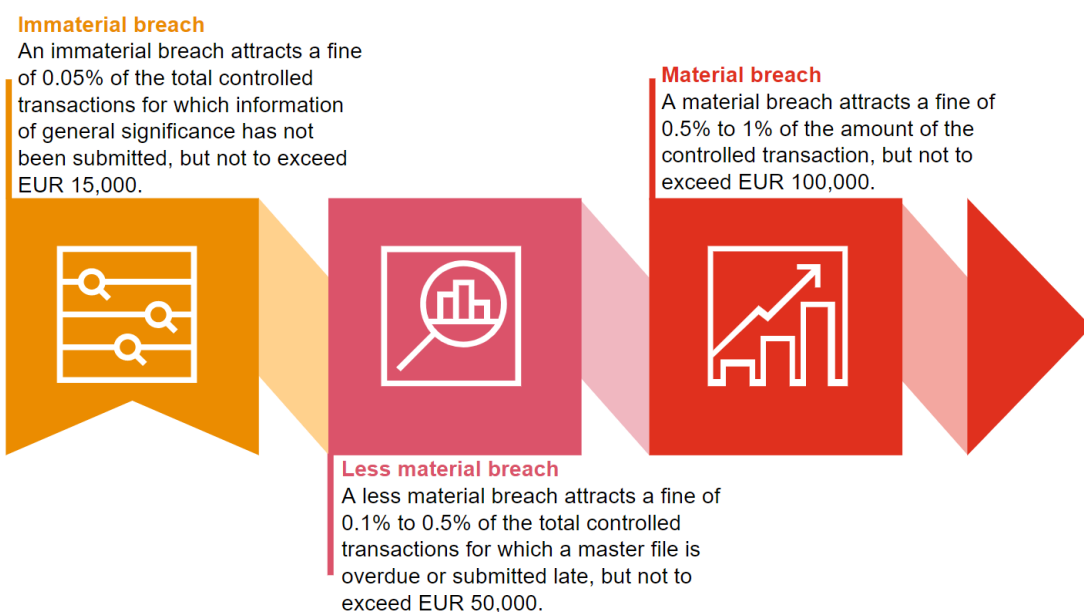 Immaterial breach
An immaterial breach attracts a fine
of 0.05% of the total controlled
transactions for which information
of general significance has not
been submitted, but not to exceed
EUR 15,000.
Material breach
A material breach attracts a fine of
0.5% to 1% of the amount of the
controlled transaction, but not to
exceed EUR 100,000.
Less material breach
A less material breach attracts a fine of
0.1% to 0.5% of the total controlled
transactions for which a master file is
overdue or submitted late, but not to
exceed EUR 50,000.